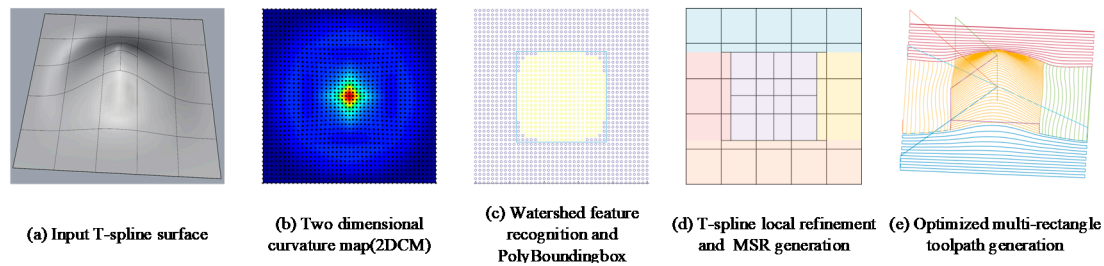 (a) Input T-spline surface
(b) Two dimensional
curvature map(2DCM)
(c) Watershed feature
recognition and
PolyBoundingbox
(d) T-spline local refinement
and MSR generation
(e) Optimized multi-rectangle
toolpath generation